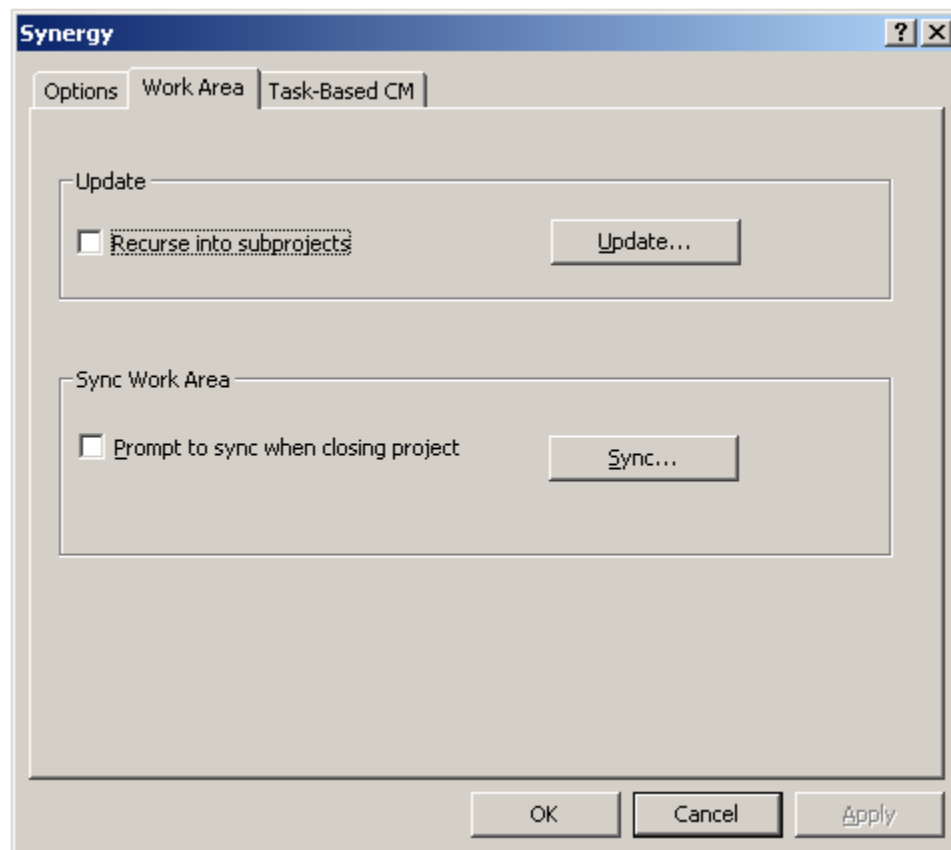 Synergy
Options Work Area Task-Based CM
Update
Recurse into subprojects Update...
Sync Work Area
Prompt to sync when closing project Sync...
OK Cancel Apply